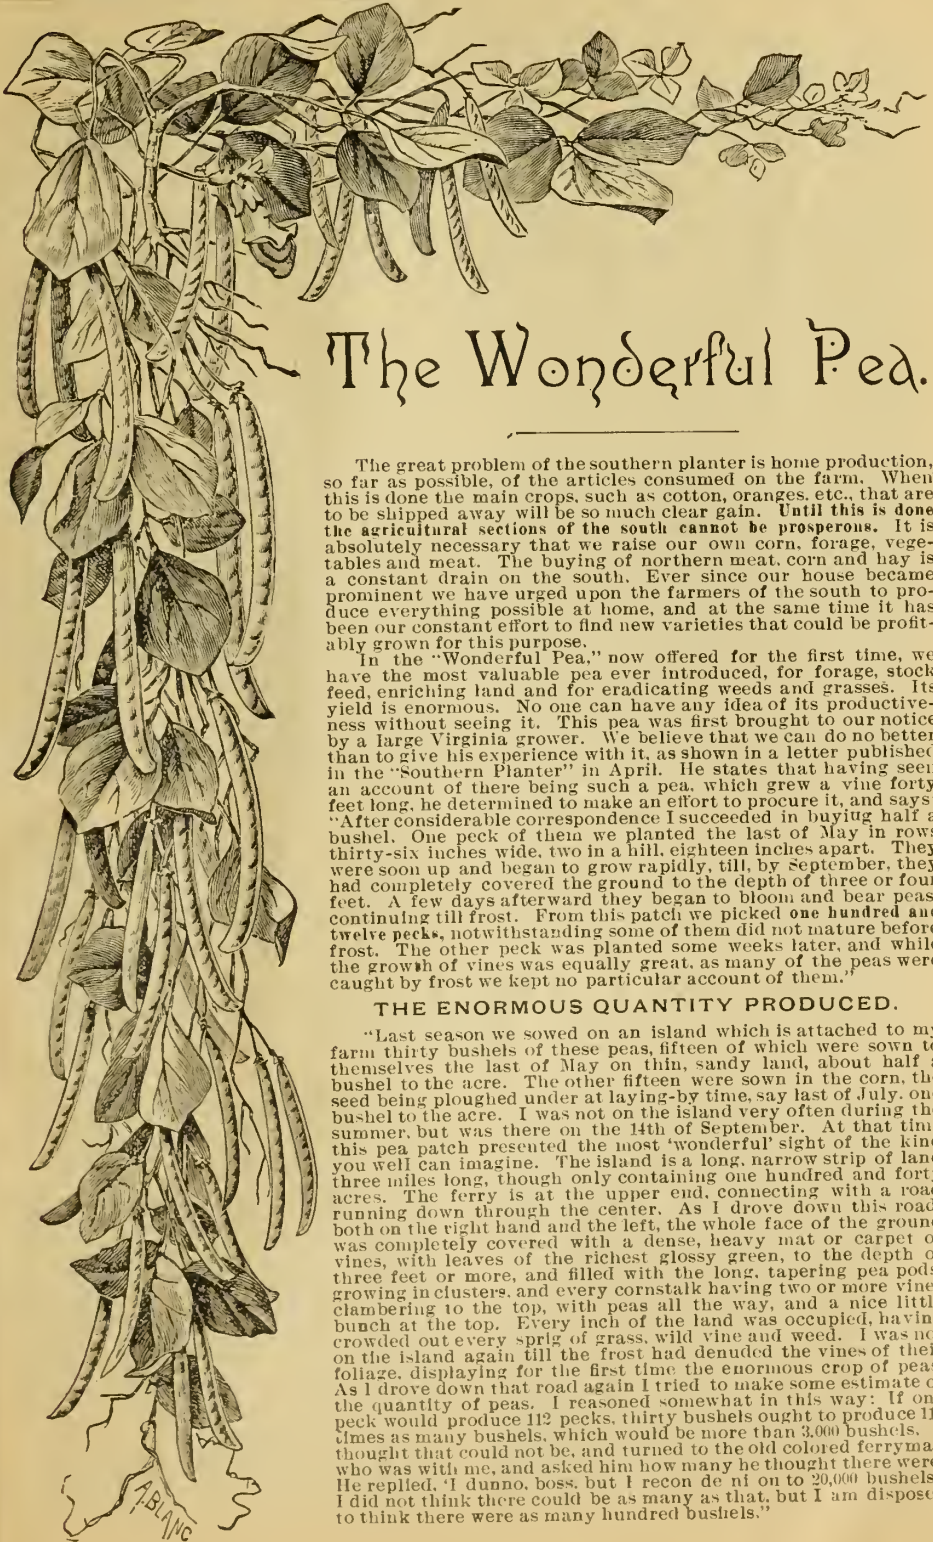 The Wonderful Pea.
The great problem of the southern planter is home production,
so far as possible, of the articles consumed on the farm. When
this is done the main crops, such as cotton, oranges, etc., that are
to be shipped away will be so much clear gain. Until this is done
the agricultural sections of the south cannot be prosperous. It is
absolutely necessary that we raise our own corn, forage, vege-
tables and meat. The buying of northern meat, corn and hay is
a constant drain on the south. Ever since our house became
prominent we have urged upon the farmers of the south to pro-
duce everything possible at home, and at the same time it has
been our constant effort to find new varieties that could be profit-
ably grown for this purpose.
In the "Wonderful Pea," now offered for the first time, we
have the most valuable pea ever introduced, for forage, stock
feed, enriching land and for eradicating weeds and grasses. Its
yield is enormous. No one can have any idea of its productive-
ness without seeing it. This pea was first brought to our notice
by a large Virginia grower. We believe that we can do no better
than to give his experience with it, as shown in a letter published
in the "Southern Planter" in April. He states that having seen
an account of there being such a pea, which grew a vine forty
feet long, he determined to make an effort to procure it, and says
"After considerable correspondence I succeeded in buying half a
bushel. One peck of them we planted the last of May in rows
thirty-six inches wide, two in a hill, eighteen inches apart. They
were soon up and began to grow rapidly, till, by September, they
had completely covered the ground to the depth of three or four
feet. A few days afterward they began to bloom and bear peas
continuing till frost. From this patch we picked one hundred and
twelve pecks, notwithstanding some of them did not mature before
frost. The other peck was planted some weeks later, and while
the growth of vines was equally great, as many of the peas were
caught by frost we kept no particular account of them."
THE ENORMOUS QUANTITY PRODUCED.
"Last season we sowed on an island which is attached to my
farm thirty bushels of these peas, fifteen of which were sown to
themselves the last of May on thin, sandy land, about half a
bushel to the acre. The other fifteen were sown in the corn, th
seed being ploughed under at laying-by time, say last of July, on
bushel to the acre. I was not on the island very often during th
summer, but was there on the 14th of September. At that tim
this pea patch presented the most 'wonderful' sight of the kin
you well can imagine. The island is a long, narrow strip of lan
three miles long, though only containing one hundred and fort
acres. The ferry is at the upper end, connecting with a roa
running down through the center. As I drove down this road
both on the right hand and the left, the whole face of the groun
was completely covered with a dense, heavy mat or carpet o
vines, with leaves of the richest glossy green, to the depth o
three feet or more, and filled with the long, tapering pea pods
growing in clusters, and every cornstalk having two or more vine
clambering to the top, with peas all the way, and a nice littl
bunch at the top. Every inch of the land was occupied, havin
crowded out every sprig of grass, wild vine and weed. I was no
on the island again till the frost had denuded the vines of thei
foliage, displaying for the first time the enormous crop of peas
As I drove down that road again I tried to make some estimate o
the quantity of peas. I reasoned somewhat in this way: If on
peck would produce 112 pecks, thirty bushels ought to produce 11
times as many bushels, which would be more than 3,000 bushels.
thought that could not be, and turned to the old colored ferryma
who was with me, and asked him how many he thought there were
He replied, 'I dunno, boss, but I recon de ni on to 20,000 bushels
I did not think there could be as many as that, but I am dispose
to think there were as many hundred bushels."
A. BLANC